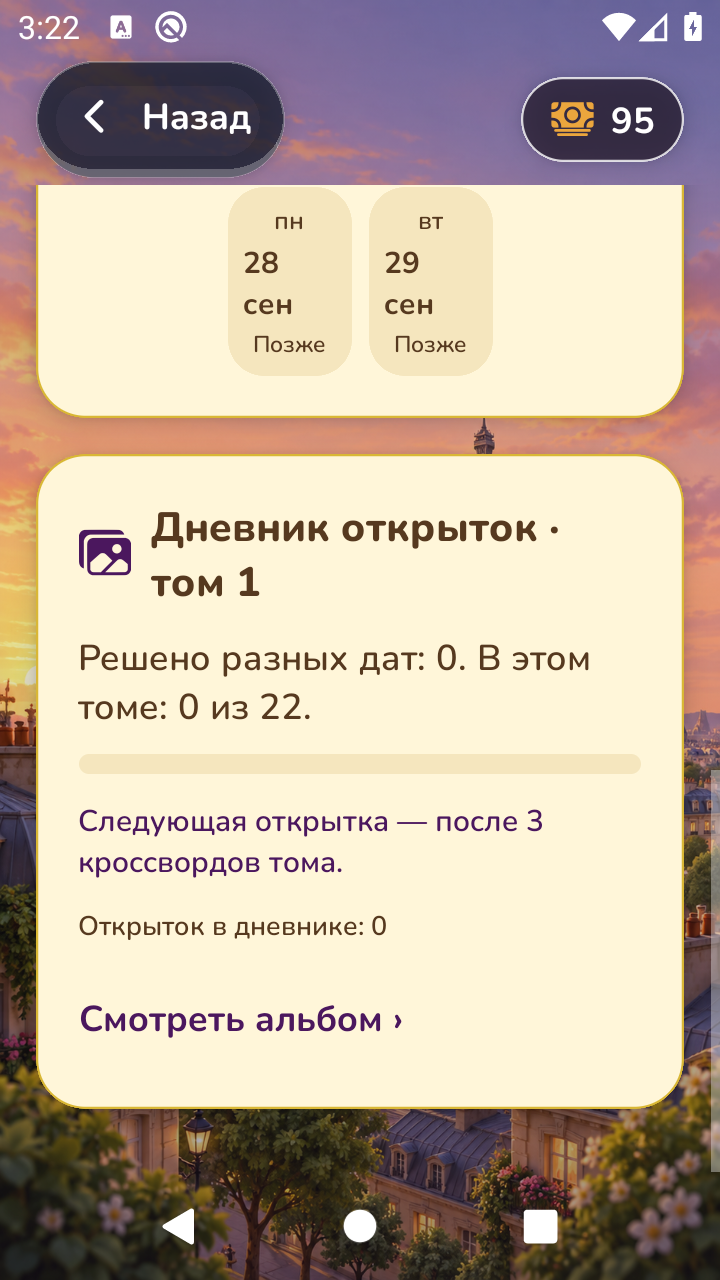 3:22
Назад
95
пн
28
сен
Позже
вт
29
сен
Позже
Дневник открыток ·
том 1
Решено разных дат: 0. В этом
томе: 0 из 22.
Следующая открытка — после 3
кроссвордов тома.
Открыток в дневнике: 0
Смотреть альбом ›